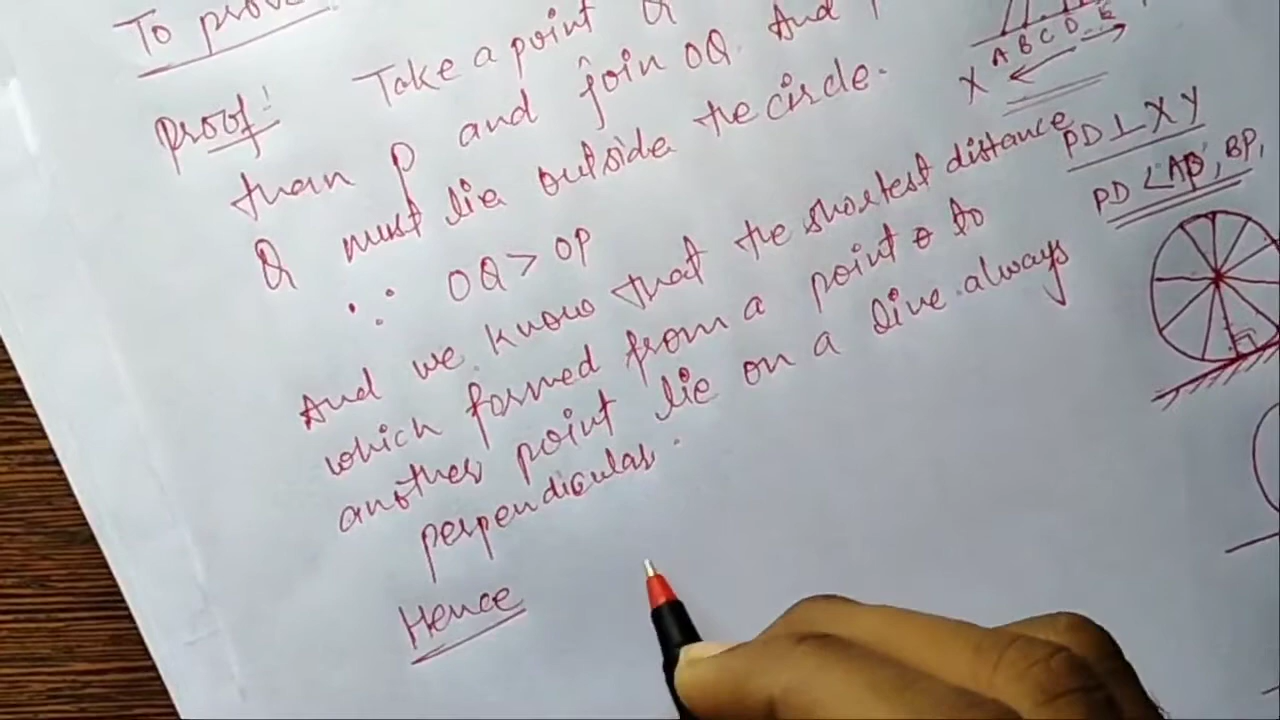 To prove
Proof:
Take a point Q
than P and join OQ. And
Q must lie outside the circle.
∵ OQ > OP
And we know that the shortest distance
which formed from a point to
another point lie on a line always
perpendicular.
Hence
A B C D E
X
PD ⊥ XY
PD < AP, BP,